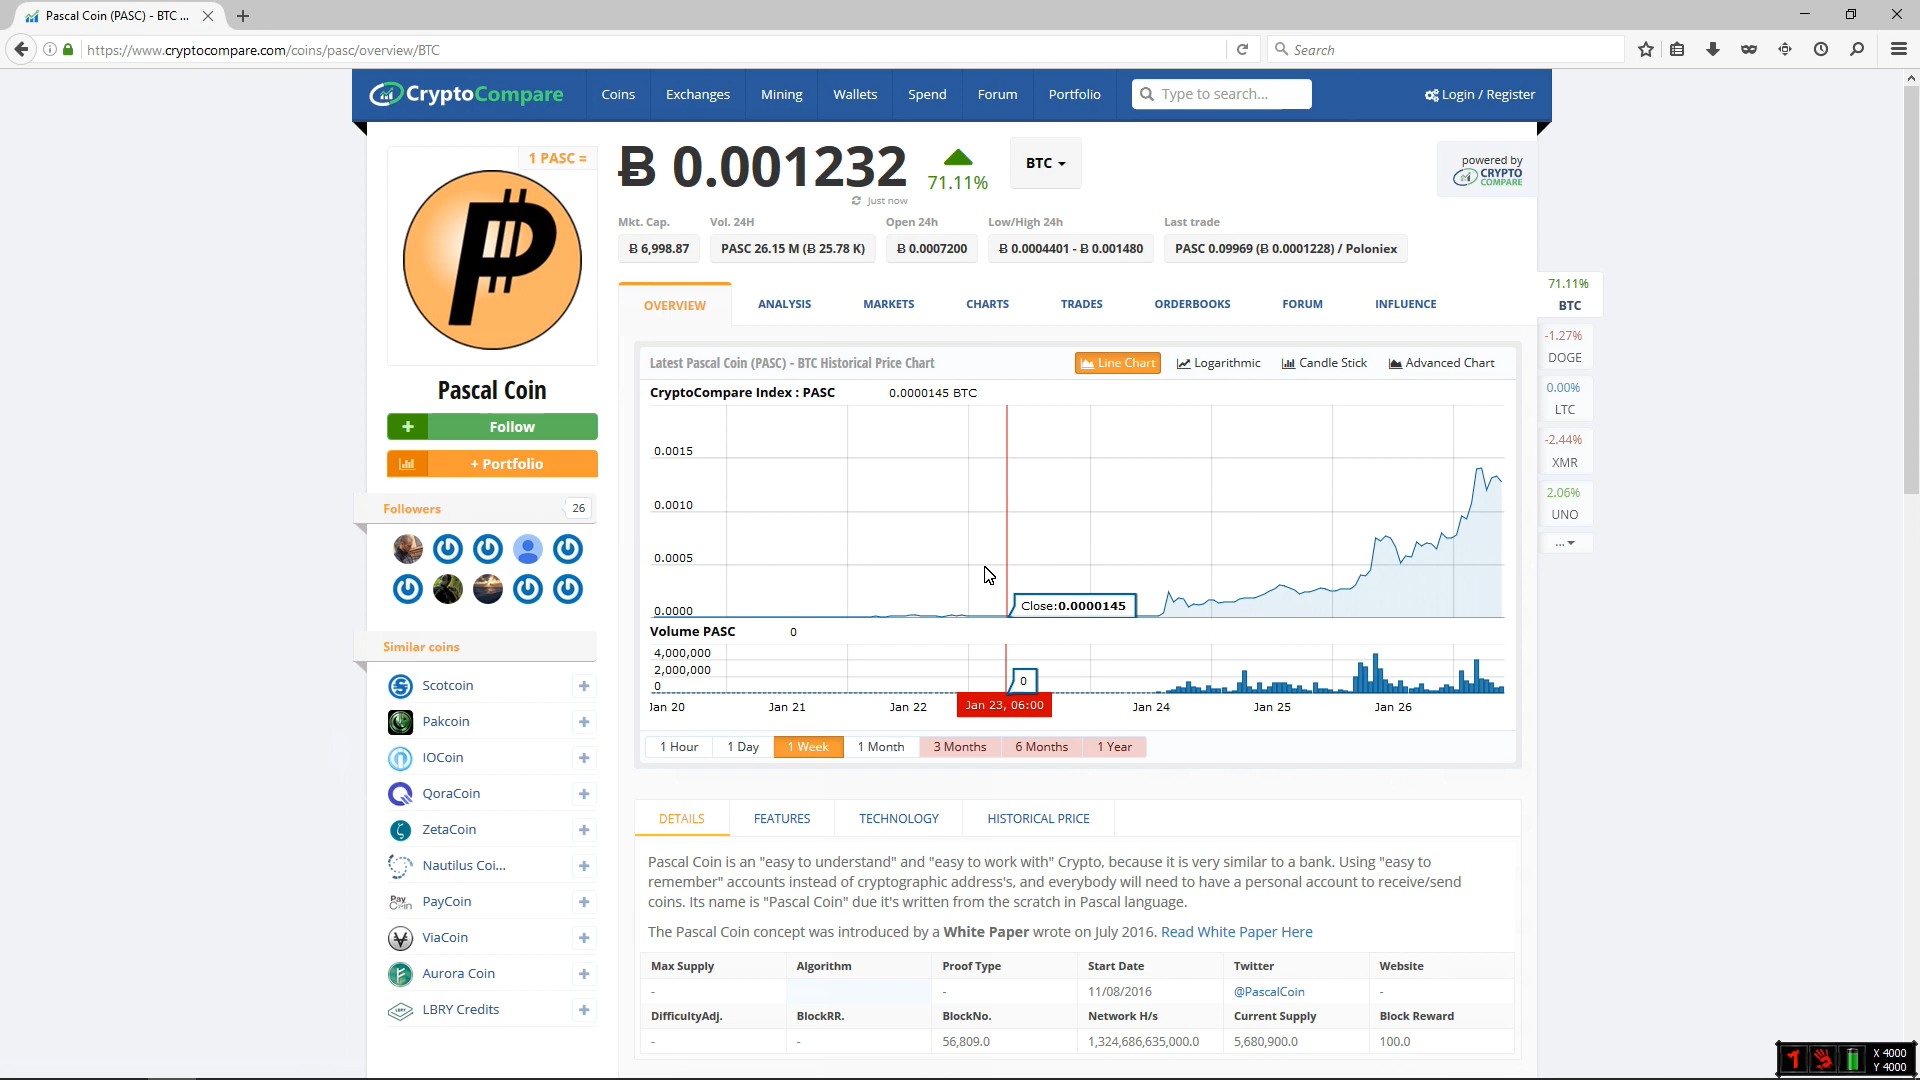 Pascal Coin (PASC) - BTC ...
https://www.cryptocompare.com/coins/pasc/overview/BTC
Search
CryptoCompare
Coins
Exchanges
Mining
Wallets
Spend
Forum
Portfolio
Type to search...
Login / Register
1 PASC =
Ƀ 0.001232
71.11%
BTC
Just now
powered by
CRYPTO
COMPARE
Mkt. Cap.
Vol. 24H
Open 24h
Low/High 24h
Last trade
Ƀ 6,998.87
PASC 26.15 M (Ƀ 25.78 K)
Ƀ 0.0007200
Ƀ 0.0004401 - Ƀ 0.001480
PASC 0.09969 (Ƀ 0.0001228) / Poloniex
OVERVIEW
ANALYSIS
MARKETS
CHARTS
TRADES
ORDERBOOKS
FORUM
INFLUENCE
71.11%
BTC
-1.27%
DOGE
0.00%
LTC
-2.44%
XMR
2.06%
UNO
...
Pascal Coin
Follow
+ Portfolio
Followers
26
Similar coins
Scotcoin
Pakcoin
IOCoin
QoraCoin
ZetaCoin
Nautilus Coi...
PayCoin
ViaCoin
Aurora Coin
LBRY Credits
Latest Pascal Coin (PASC) - BTC Historical Price Chart
Line Chart
Logarithmic
Candle Stick
Advanced Chart
CryptoCompare Index : PASC
0.0000145 BTC
0.0015
0.0010
0.0005
0.0000
Close:0.0000145
Volume PASC
0
4,000,000
2,000,000
0
0
Jan 20
Jan 21
Jan 22
Jan 23, 06:00
Jan 24
Jan 25
Jan 26
1 Hour
1 Day
1 Week
1 Month
3 Months
6 Months
1 Year
DETAILS
FEATURES
TECHNOLOGY
HISTORICAL PRICE
Pascal Coin is an "easy to understand" and "easy to work with" Crypto, because it is very similar to a bank. Using "easy to
remember" accounts instead of cryptographic address's, and everybody will need to have a personal account to receive/send
coins. Its name is "Pascal Coin" due it's written from the scratch in Pascal language.
The Pascal Coin concept was introduced by a White Paper wrote on July 2016. Read White Paper Here
Max Supply
Algorithm
Proof Type
Start Date
Twitter
Website
-
-
11/08/2016
@PascalCoin
-
DifficultyAdj.
BlockRR.
BlockNo.
Network H/s
Current Supply
Block Reward
-
-
56,809.0
1,324,686,635,000.0
5,680,900.0
100.0
X 4000
Y 4000